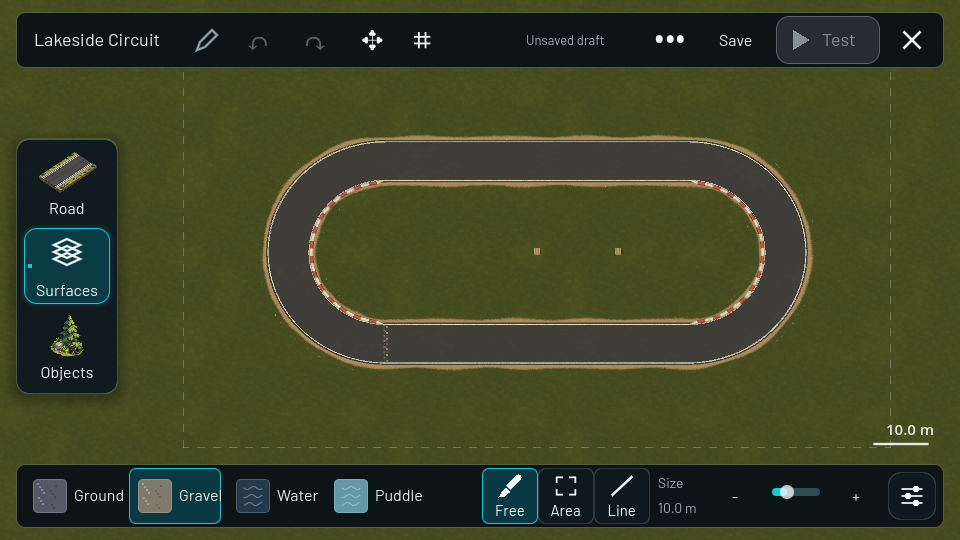 Lakeside Circuit
Unsaved draft
Save
Test
Road
Surfaces
Objects
10.0 m
Ground
Gravel
Water
Puddle
Free
Area
Line
Size
10.0 m
-
+